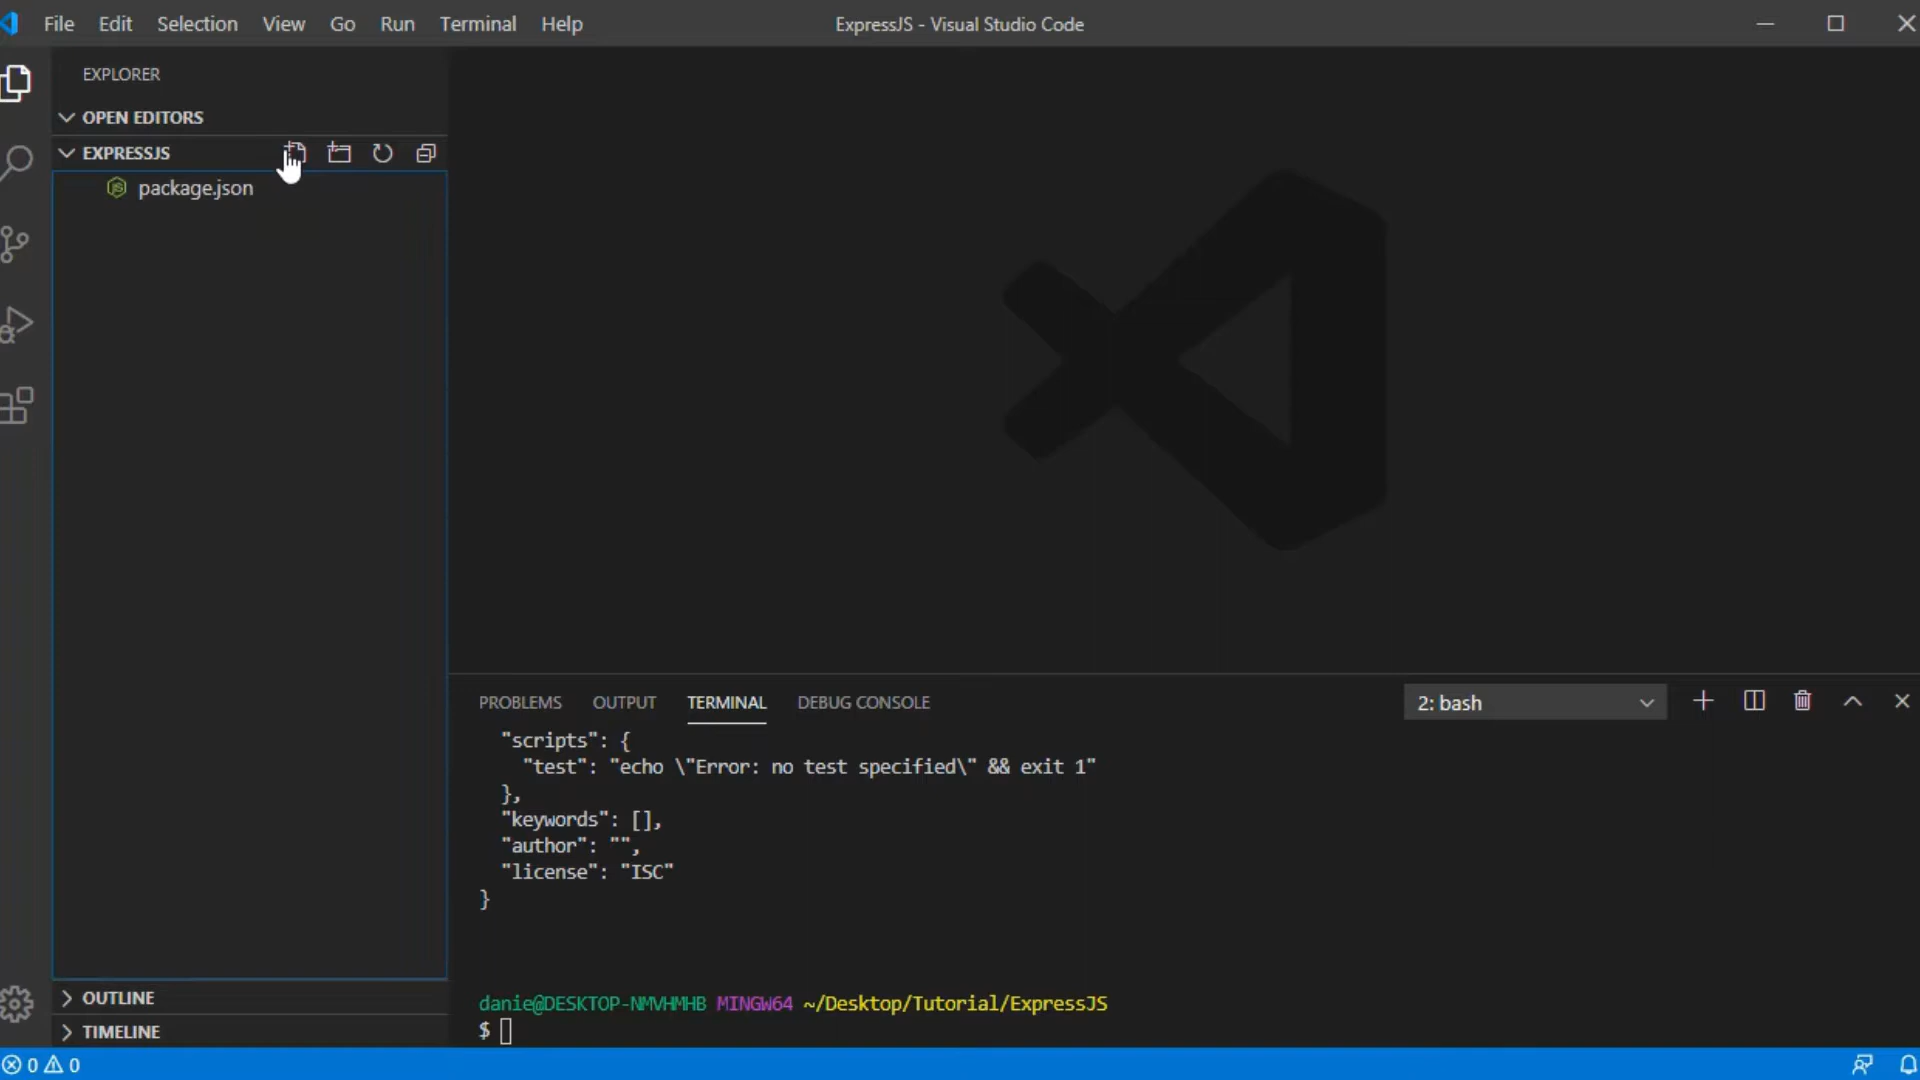 File Edit Selection View Go Run Terminal Help
ExpressJS - Visual Studio Code
EXPLORER
OPEN EDITORS
EXPRESSJS
package.json
OUTLINE
TIMELINE
PROBLEMS OUTPUT TERMINAL DEBUG CONSOLE
2: bash
"scripts": {
"test": "echo \"Error: no test specified\" && exit 1"
},
"keywords": [],
"author": "",
"license": "ISC"
}
danie@DESKTOP-NMVHMHB MINGW64 ~/Desktop/Tutorial/ExpressJS
$
0 0